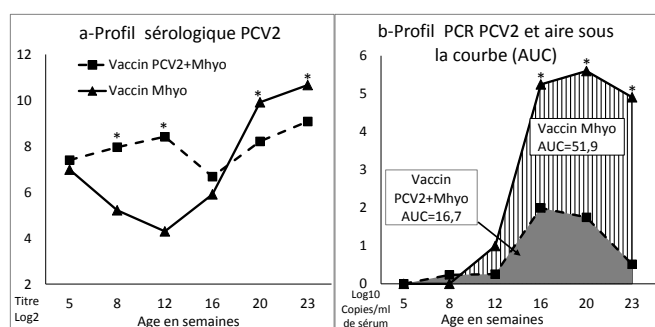 a-Profil sérologique PCV2
Vaccin PCV2+Mhyo
Vaccin Mhyo
12
10
8
6
4
2
* * * *
Titre
Log2
5 8 12 16 20 23
Age en semaines
b-Profil PCR PCV2 et aire sous
la courbe (AUC)
6
5
4
3
2
1
0
* * *
Vaccin Mhyo
AUC=51,9
Vaccin
PCV2+Mhyo
AUC=16,7
Log10
Copies/ml
de sérum
5 8 12 16 20 23
Age en semaines